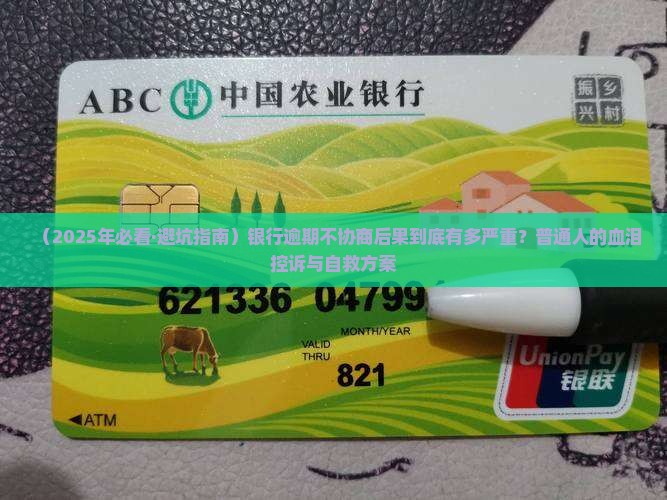 ABC 中国农业银行
振乡
兴村
（2025年必看·避坑指南）银行逾期不协商后果到底有多严重？普通人的血泪
控诉与自救方案
621336 04799
MONTH/YEAR
VALID
THRU
821
UnionPay
银联
◀ATM